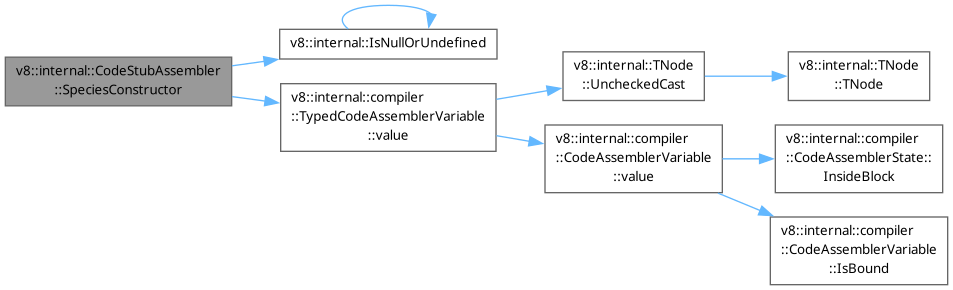 v8::internal::CodeStubAssembler
::SpeciesConstructor
v8::internal::IsNullOrUndefined
v8::internal::compiler
::TypedCodeAssemblerVariable
::value
v8::internal::TNode
::UncheckedCast
v8::internal::TNode
::TNode
v8::internal::compiler
::CodeAssemblerVariable
::value
v8::internal::compiler
::CodeAssemblerState::
InsideBlock
v8::internal::compiler
::CodeAssemblerVariable
::IsBound